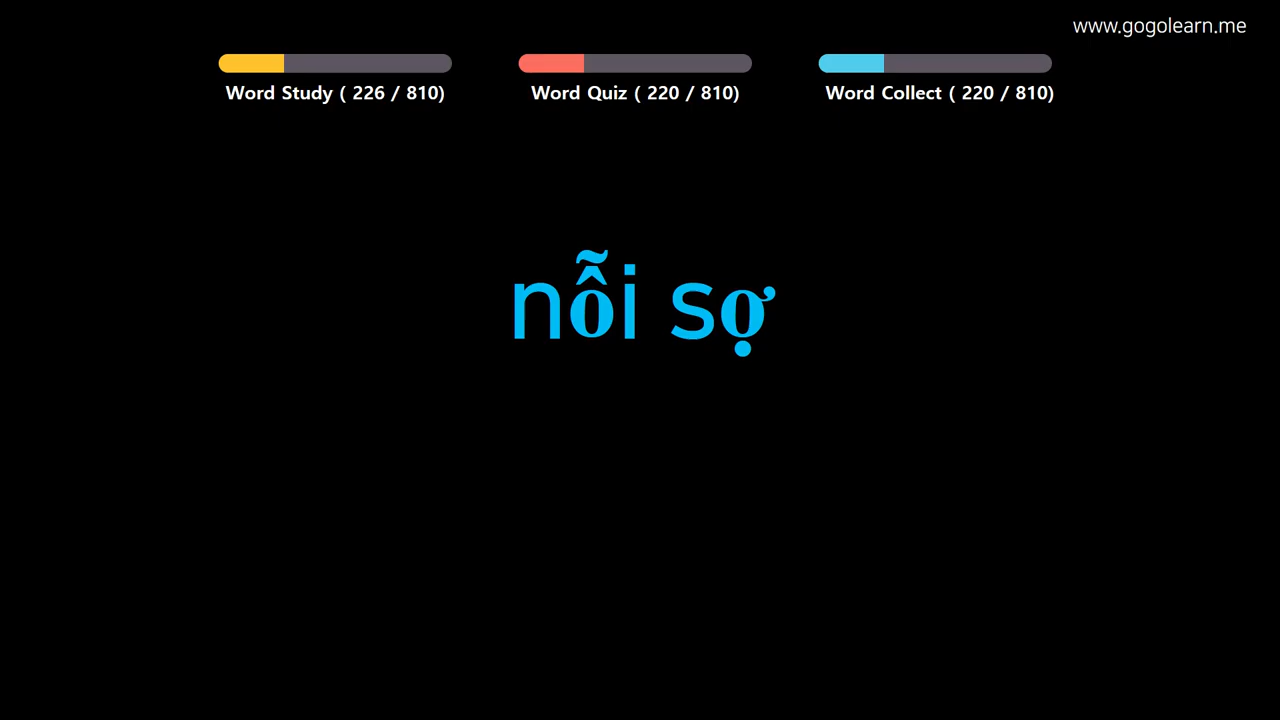 www.gogolearn.me
Word Study ( 226 / 810)
Word Quiz ( 220 / 810)
Word Collect ( 220 / 810)
nỗi sợ